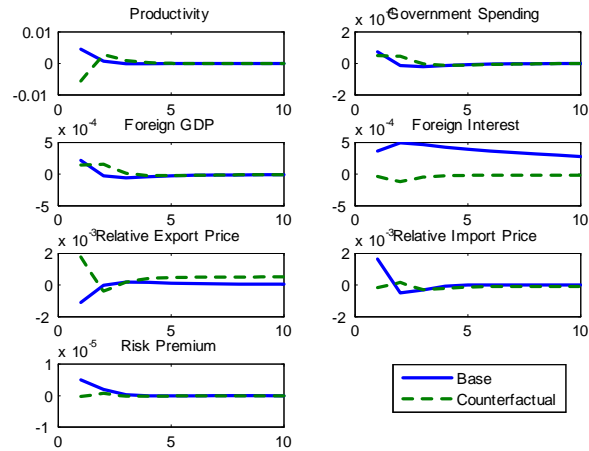 Productivity
0.01
0
-0.01
0 5 10
x 10
Government Spending
2
0
-2
0 5 10
x 10-4
Foreign GDP
5
0
-5
0 5 10
x 10-4
Foreign Interest
5
0
-5
0 5 10
x 10-3
Relative Export Price
2
0
-2
0 5 10
x 10-3
Relative Import Price
2
0
-2
0 5 10
x 10-5
Risk Premium
1
0
-1
0 5 10
Base
Counterfactual